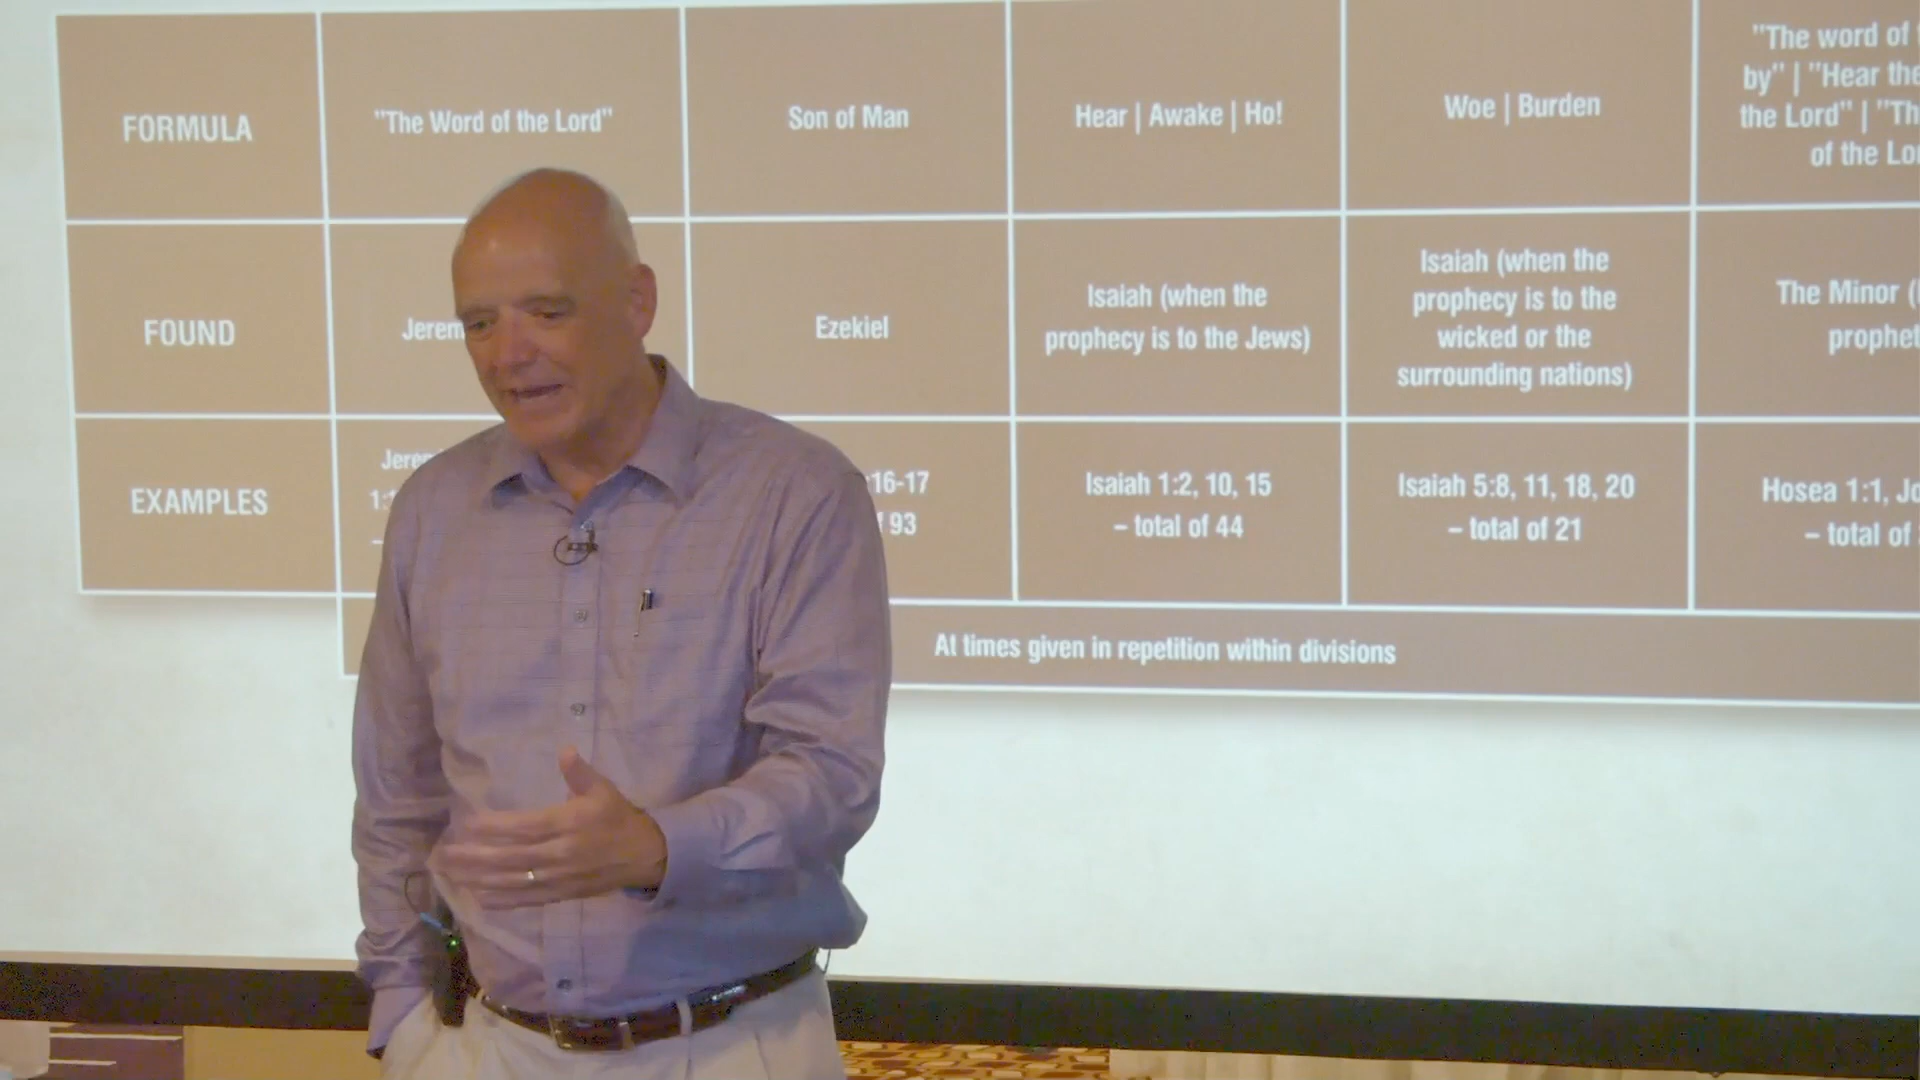 FORMULA
"The Word of the Lord"
Son of Man
Hear | Awake | Ho!
Woe | Burden
"The word of
by" | "Hear the
the Lord" | "Th
of the Lo
FOUND
Jerem
Ezekiel
Isaiah (when the
prophecy is to the Jews)
Isaiah (when the
prophecy is to the
wicked or the
surrounding nations)
The Minor (
prophet
EXAMPLES
Jere
1:1
–
:16-17
f 93
Isaiah 1:2, 10, 15
– total of 44
Isaiah 5:8, 11, 18, 20
– total of 21
Hosea 1:1, Jo
– total of
At times given in repetition within divisions